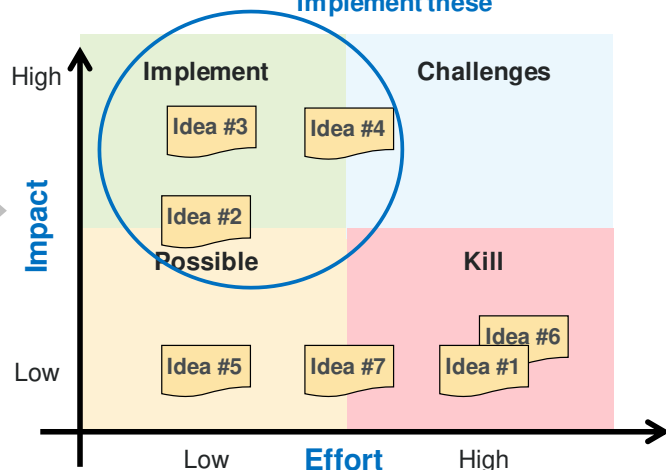 Implement these
High
Implement
Challenges
Idea #3
Idea #4
Idea #2
Impact
Possible
Kill
Idea #6
Idea #5
Idea #7
Idea #1
Low
Low
Effort
High